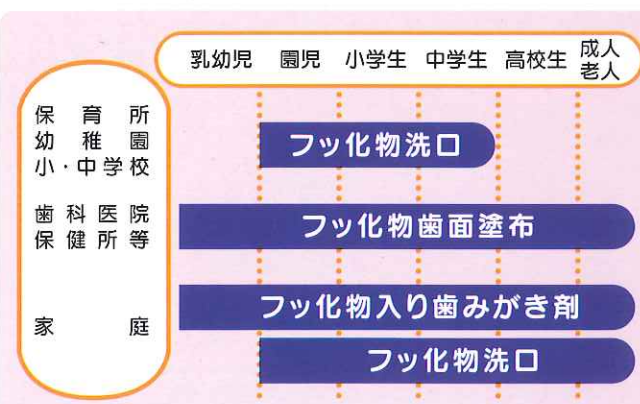 乳幼児 園児 小学生 中学生 高校生 成人
老人
保育所
幼稚園
小・中学校
フッ化物洗口
歯科医院
保健所等
フッ化物歯面塗布
家庭
フッ化物入り歯みがき剤
フッ化物洗口